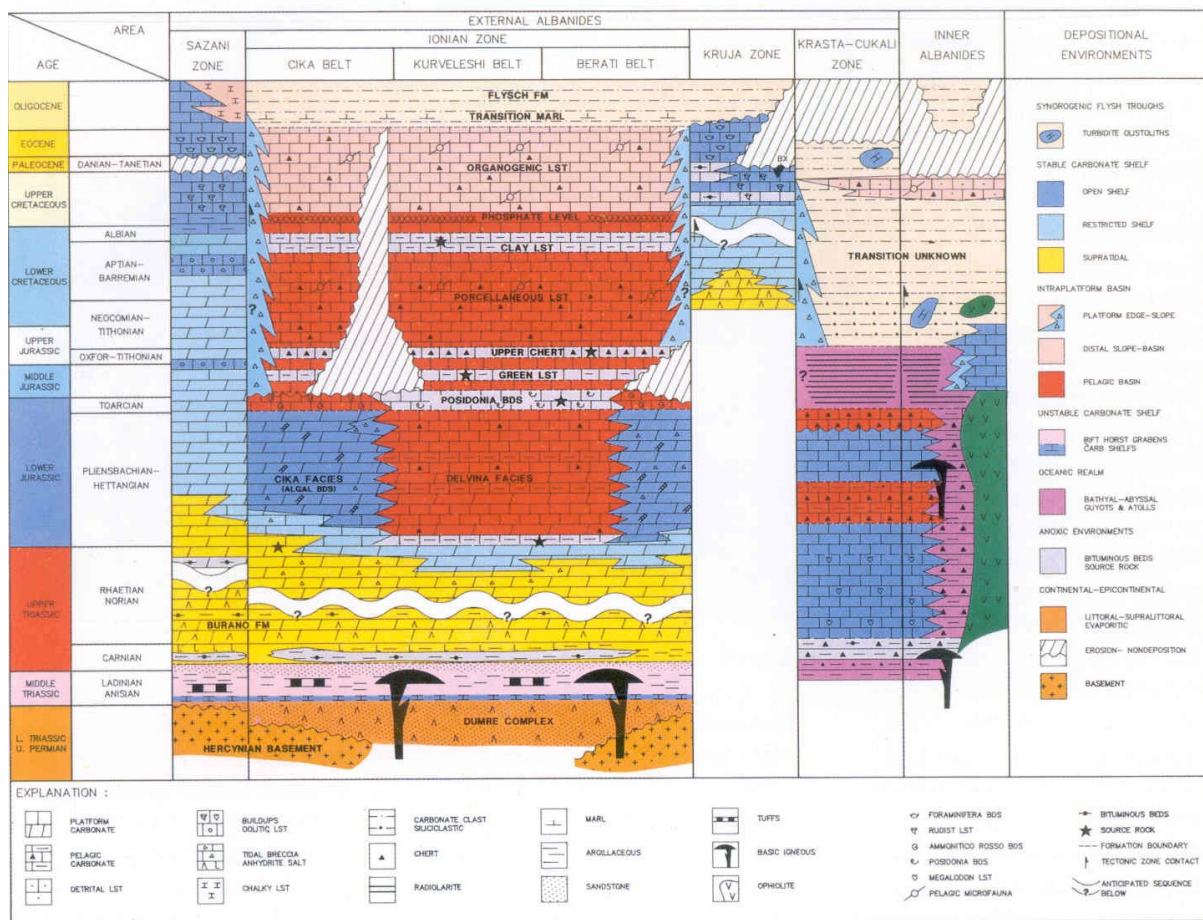 EXTERNAL ALBANIDES
AREA
AGE
SAZANI
ZONE
IONIAN ZONE
CIKA BELT
KURVELESHI BELT
BERATI BELT
KRUJA ZONE
KRASTA-CUKALI
ZONE
INNER
ALBANIDES
DEPOSITIONAL
ENVIRONMENTS
OLIGOCENE
EOCENE
PALEOCENE
DANIAN-TANETIAN
UPPER
CRETACEOUS
ALBIAN
LOWER
CRETACEOUS
APTIAN-
BARREMIAN
NEOCOMIAN-
TITHONIAN
UPPER
JURASSIC
OXFOR-TITHONIAN
MIDDLE
JURASSIC
TOARCIAN
LOWER
JURASSIC
PLIENSBACHIAN-
HETTANGIAN
UPPER
TRIASSIC
RHAETIAN
NORIAN
CARNIAN
MIDDLE
TRIASSIC
LADINIAN
ANISIAN
L. TRIASSIC
U. PERMIAN
FLYSCH FM
TRANSITION MARL
ORGANOGENIC LST
PHOSPHATE LEVEL
CLAY LST
PORCELLANEOUS LST
UPPER CHERT
GREEN LST
POSIDONIA BDS
CIKA FACIES
(ALGAL BDS)
DELVINA FACIES
BURANO FM
DUMRE COMPLEX
HERCYNIAN BASEMENT
BX
TRANSITION UNKNOWN
?
?
?
?
?
?
?
?
?
SYNOROGENIC FLYSH TROUGHS
TURBIDITE OLISTOLITHS
STABLE CARBONATE SHELF
OPEN SHELF
RESTRICTED SHELF
SUPRATIDAL
INTRAPLATFORM BASIN
PLATFORM EDGE-SLOPE
DISTAL SLOPE-BASIN
PELAGIC BASIN
UNSTABLE CARBONATE SHELF
RIFT HORST GRABENS
CARB SHELFS
OCEANIC REALM
BATHYAL-ABYSSAL
GUYOTS & ATOLLS
ANOXIC ENVIRONMENTS
BITUMINOUS BEDS
SOURCE ROCK
CONTINENTAL-EPICONTINENTAL
LITTORAL-SUPRALITTORAL
EVAPORITIC
EROSION- NONDEPOSITION
BASEMENT
EXPLANATION :
PLATFORM
CARBONATE
PELAGIC
CARBONATE
DETRITAL LST
BUILDUPS
OOLITIC LST
TIDAL BRECCIA
ANHYDRITE SALT
CHALKY LST
CARBONATE CLAST
SILICICLASTIC
CHERT
RADIOLARITE
MARL
ARGILLACEOUS
SANDSTONE
TUFFS
BASIC IGNEOUS
OPHIOLITE
FORAMINIFERA BDS
RUDIST LST
AMMONITICO ROSSO BDS
POSIDONIA BDS
MEGALODON LST
PELAGIC MICROFAUNA
BITUMINOUS BEDS
SOURCE ROCK
FORMATION BOUNDARY
TECTONIC ZONE CONTACT
ANTICIPATED SEQUENCE
BELOW
?